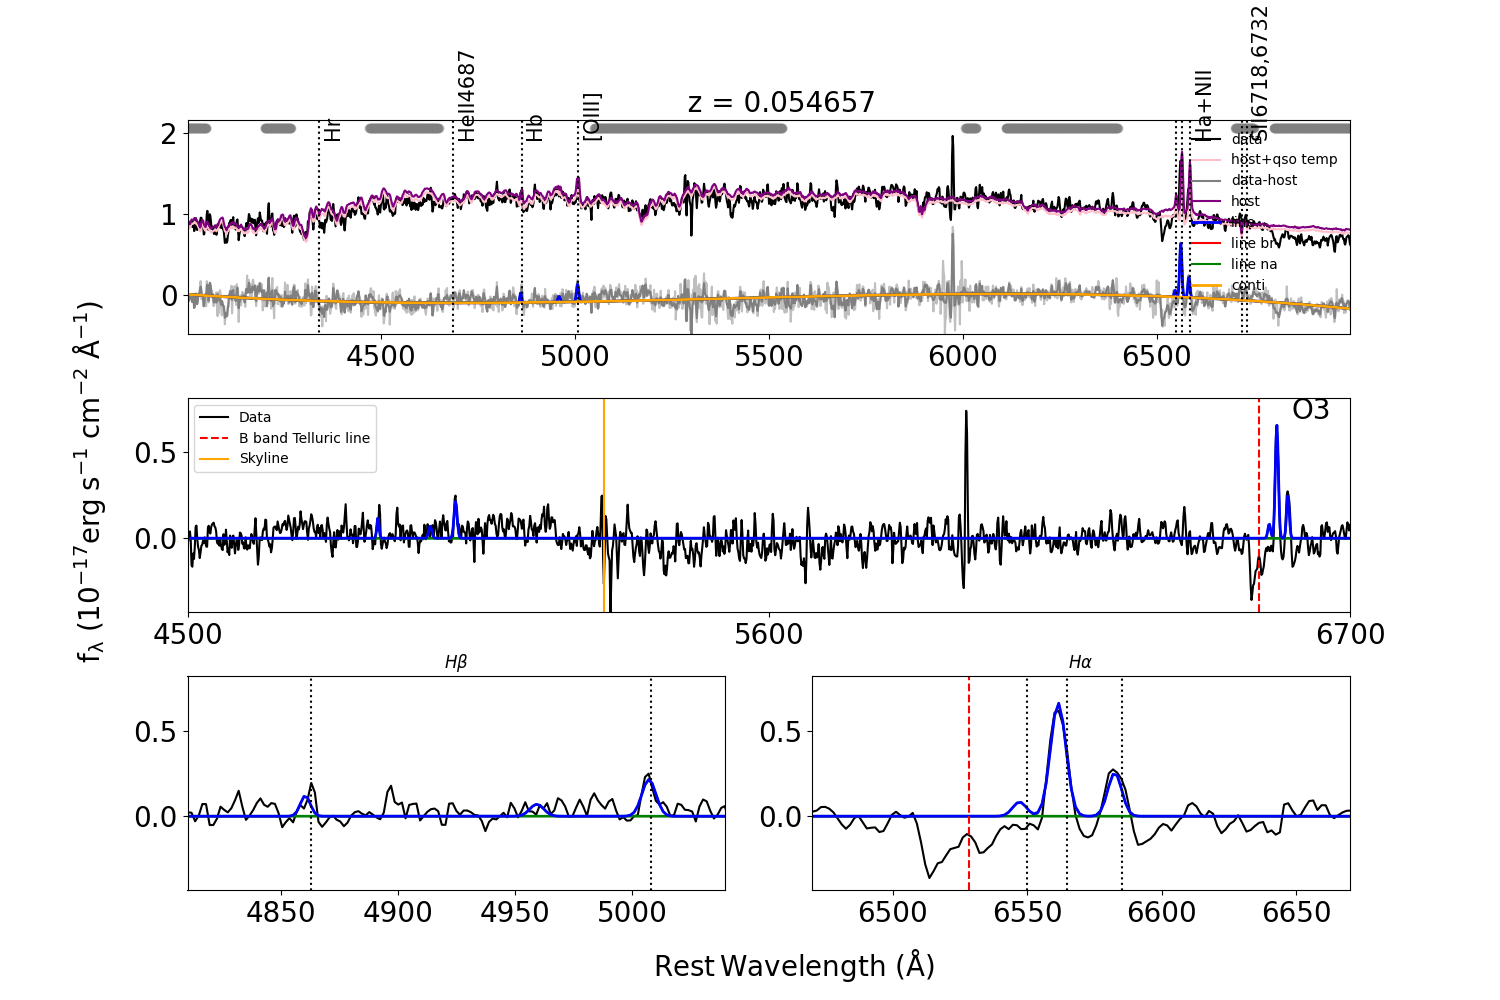 z = 0.054657
Hr
HeII4687
Hb
[OIII]
Ha+NII
SII6718,6732
data
host+qso temp
data-host
host
line
line br
line na
conti
2
1
0
4500
5000
5500
6000
6500
fλ (10⁻¹⁷erg s⁻¹ cm⁻² Å⁻¹)
Data
B band Telluric line
Skyline
O3
0.5
0.0
4500
5600
6700
Hβ
0.5
0.0
4850
4900
4950
5000
Hα
0.5
0.0
6500
6550
6600
6650
Rest Wavelength (Å)